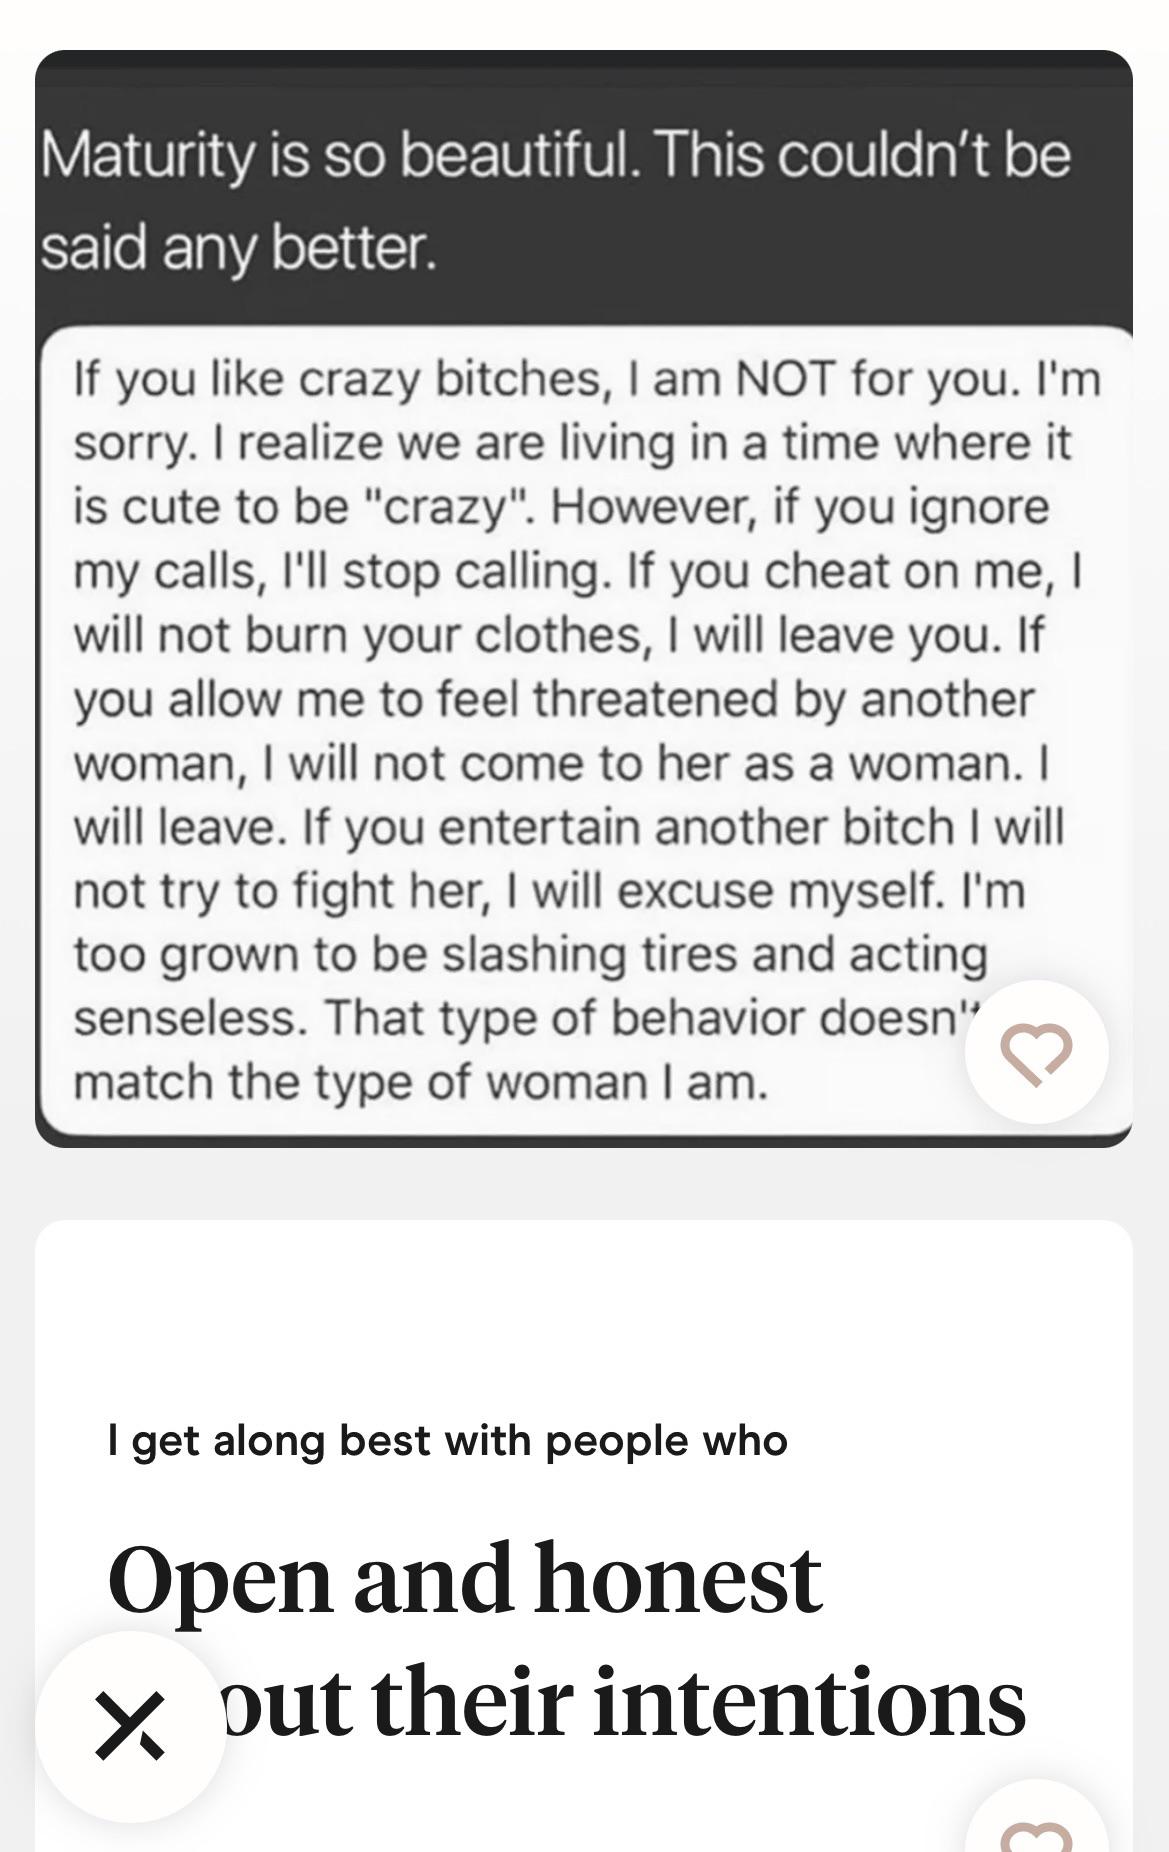 Maturity is so beautiful. This couldn’t be
said any better.
If you like crazy bitches, I am NOT for you. I'm
sorry. I realize we are living in a time where it
is cute to be "crazy". However, if you ignore
my calls, I'll stop calling. If you cheat on me, I
will not burn your clothes, I will leave you. If
you allow me to feel threatened by another
woman, I will not come to her as a woman. I
will leave. If you entertain another bitch I will
not try to fight her, I will excuse myself. I'm
too grown to be slashing tires and acting
senseless. That type of behavior doesn't
match the type of woman I am.
I get along best with people who
Open and honest
out their intentions